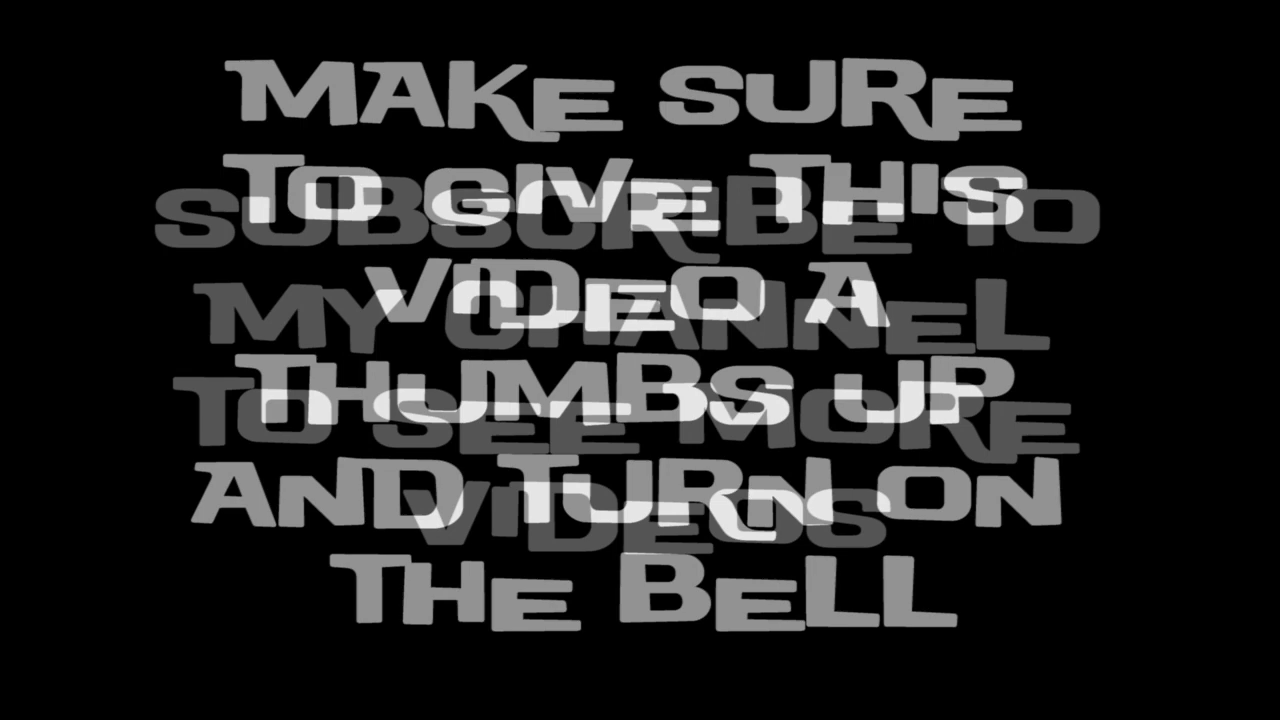 MAKE SURE
TO GIVE THIS
SUBSCRIBE TO
VIDEO A
MY CHANNEL
THUMBS UP
TO SEE MORE
AND TURN ON
VIDEOS
THE BELL